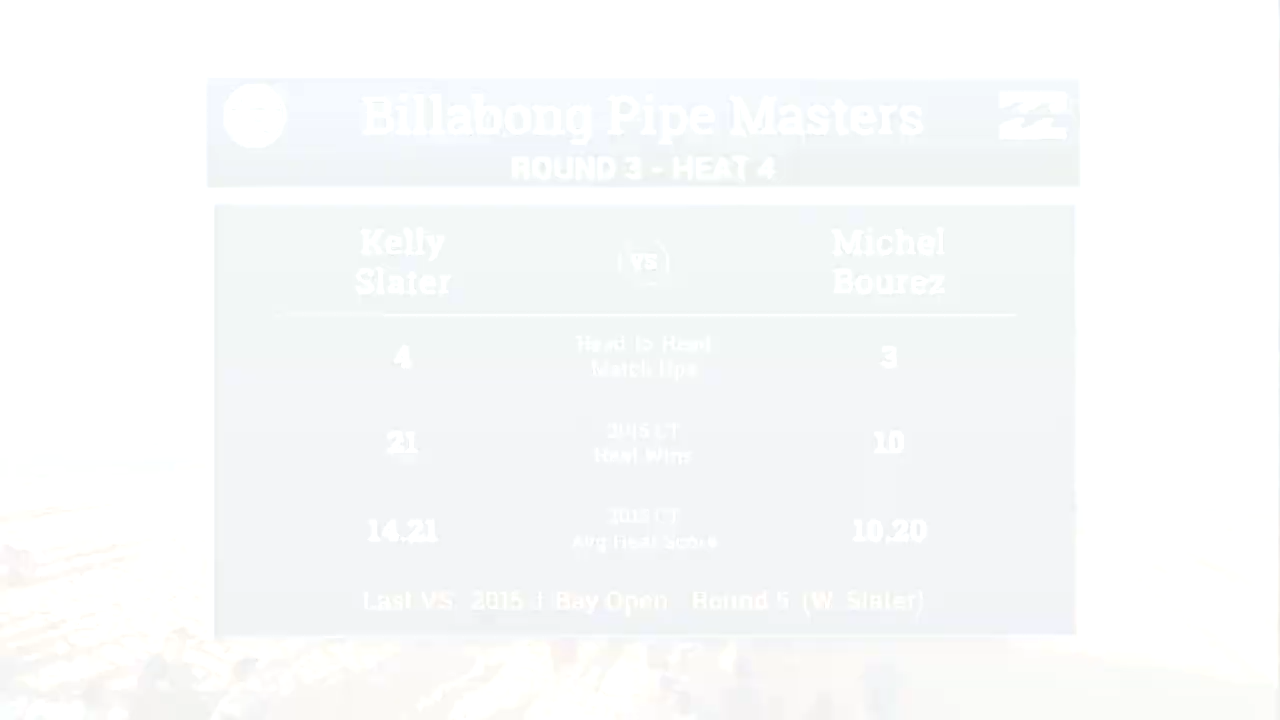 Billabong Pipe Masters
ROUND 3 - HEAT 4
Kelly Slater
vs
Michel Bourez
4
Head to Head
Match Ups
3
21
2015 CT
Heat Wins
10
14.21
2015 CT
Avg Heat Score
10.20
Last VS 2015 J Bay Open Round 5 (W Slater)